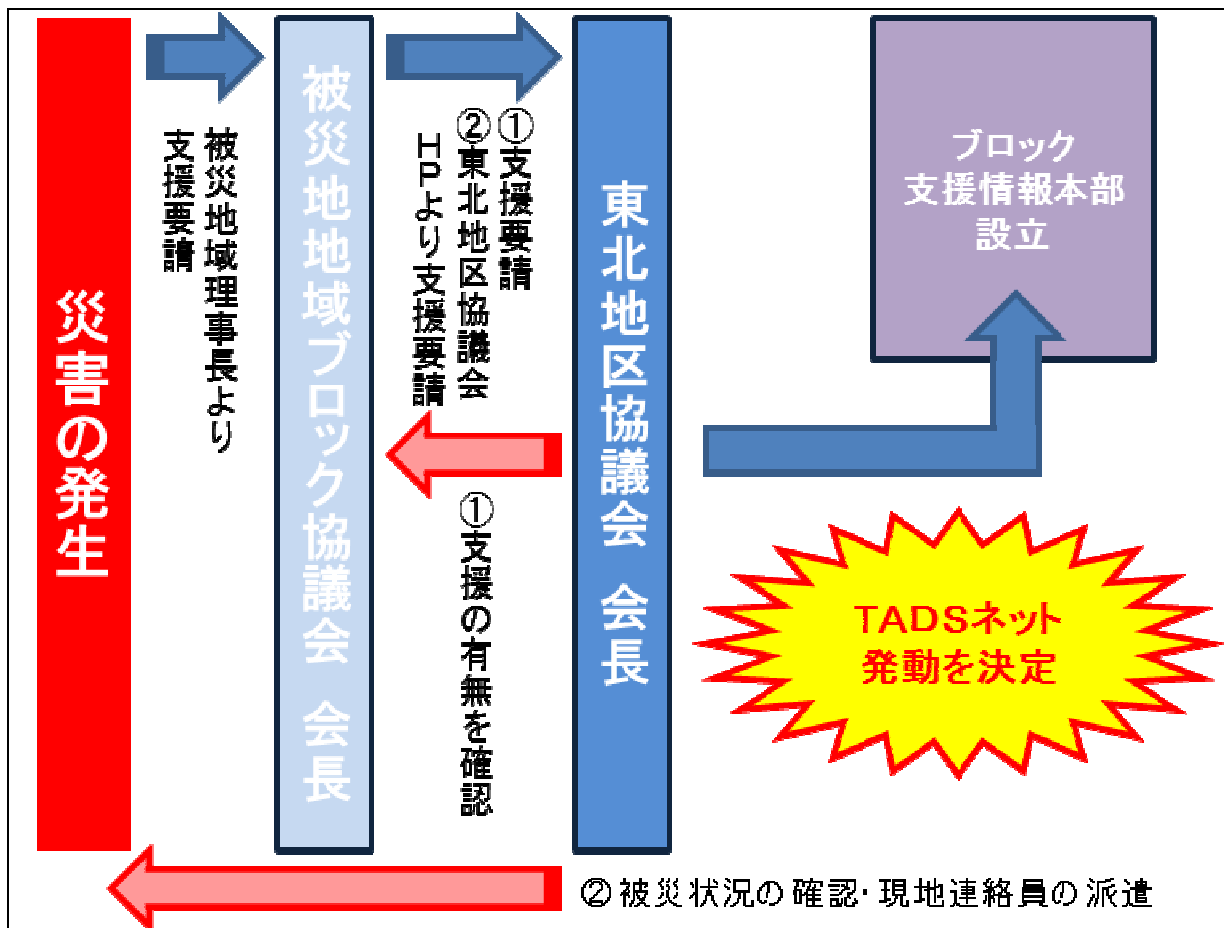 災害の発生
被災地域理事長より
支援要請
被災地地域ブロック協議会 会長
①支援要請
②東北地区協議会
HPより支援要請
①支援の有無を確認
東北地区協議会 会長
ブロック
支援情報本部
設立
TADSネット
発動を決定
②被災状況の確認・現地連絡員の派遣